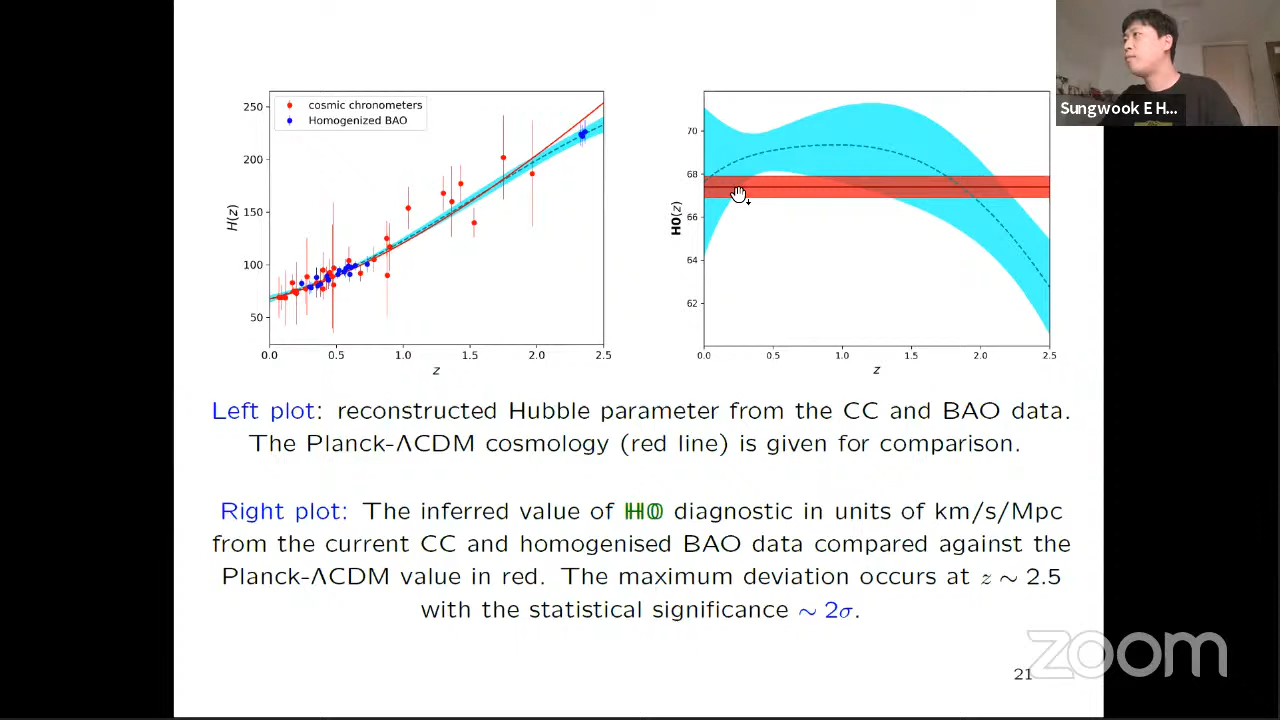 Sungwook E H...
cosmic chronometers
Homogenized BAO
H(z)
250
200
150
100
50
0.0 0.5 1.0 1.5 2.0 2.5
z
H0(z)
70
68
66
64
62
0.0 0.5 1.0 1.5 2.0 2.5
z
Left plot: reconstructed Hubble parameter from the CC and BAO data.
The Planck-ΛCDM cosmology (red line) is given for comparison.
Right plot: The inferred value of ℍ0 diagnostic in units of km/s/Mpc
from the current CC and homogenised BAO data compared against the
Planck-ΛCDM value in red. The maximum deviation occurs at z ∼ 2.5
with the statistical significance ∼ 2σ.
21
zoom